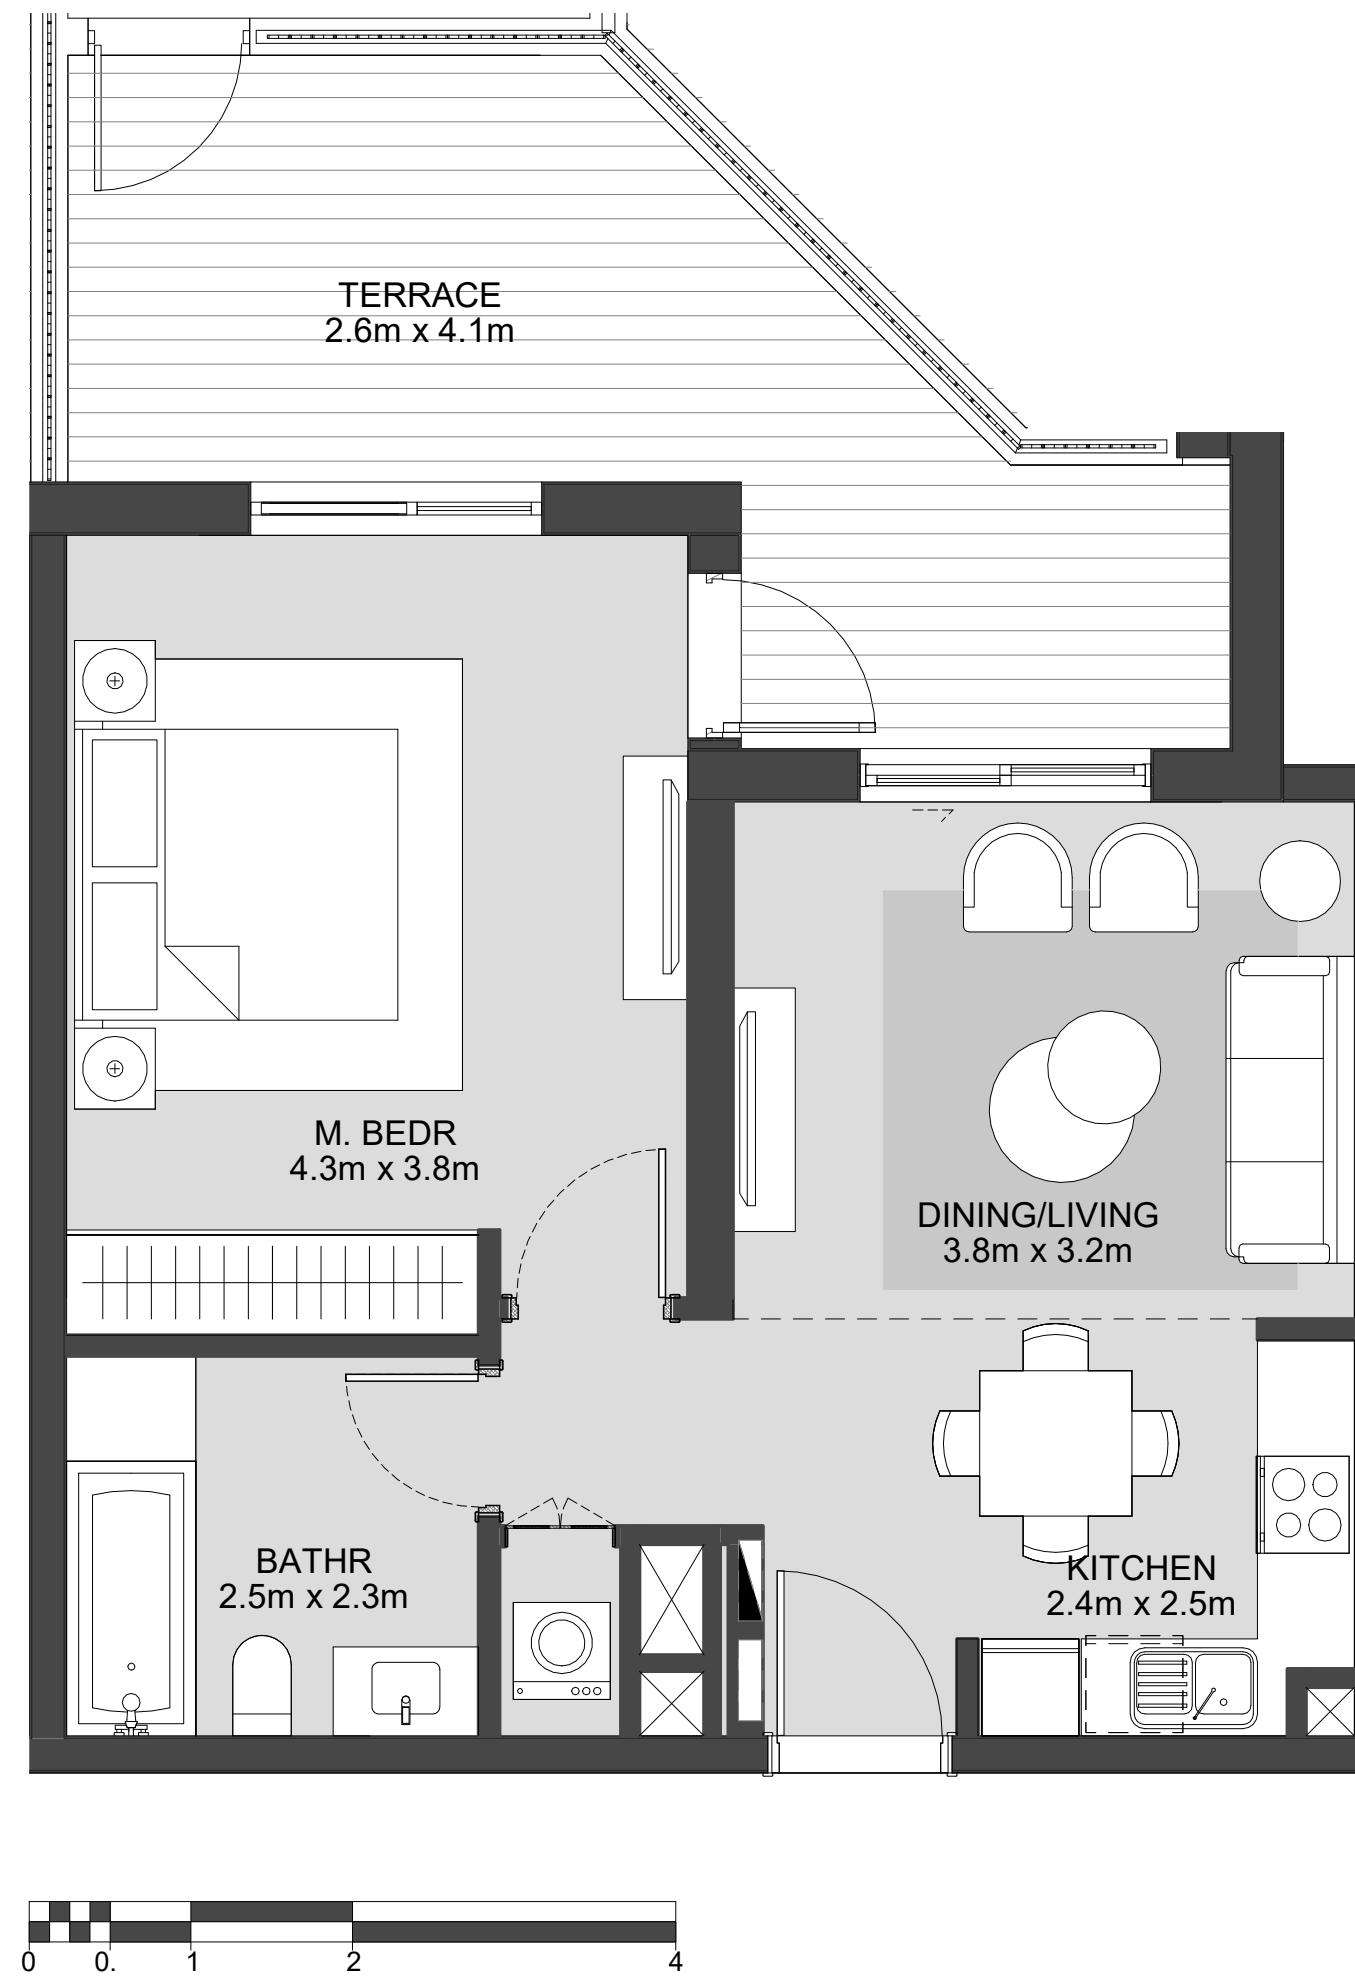 TERRACE
2.6m x 4.1m
M. BEDR
4.3m x 3.8m
DINING/LIVING
3.8m x 3.2m
BATHR
2.5m x 2.3m
KITCHEN
2.4m x 2.5m
0 0. 1 2 4